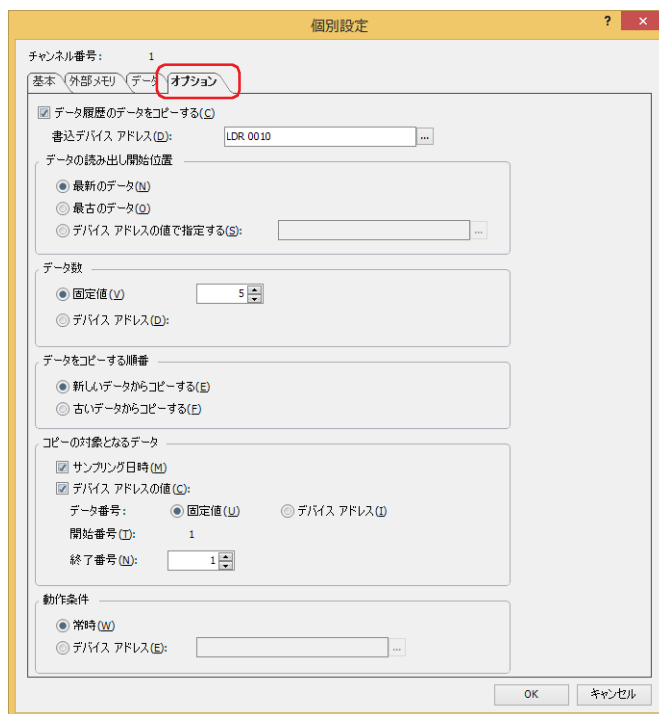 個別設定
? ×
チャンネル番号: 1
基本 外部メモリ データ オプション
データ履歴のデータをコピーする(C)
書込デバイス アドレス(D): LDR 0010 ...
データの読み出し開始位置
最新のデータ(N)
最古のデータ(O)
デバイス アドレスの値で指定する(S): ...
データ数
固定値(V) 5
デバイス アドレス(D):
データをコピーする順番
新しいデータからコピーする(E)
古いデータからコピーする(F)
コピーの対象となるデータ
サンプリング日時(M)
デバイス アドレスの値(C):
データ番号: 固定値(U) デバイス アドレス(I)
開始番号(T): 1
終了番号(N): 1
動作条件
常時(W)
デバイス アドレス(E): ...
OK キャンセル